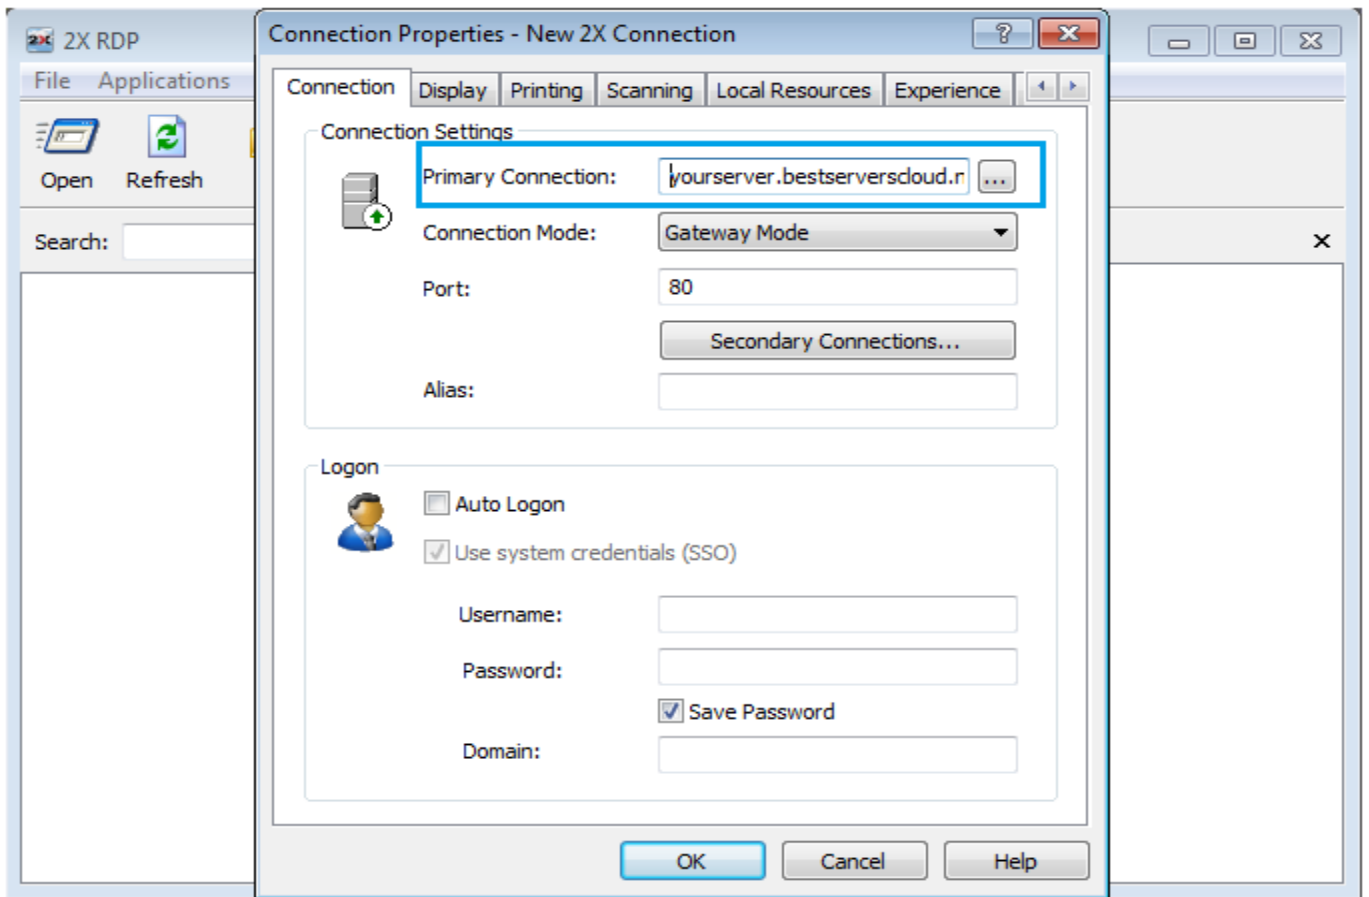 2X RDP
Connection Properties - New 2X Connection
File Applications
Connection Display Printing Scanning Local Resources Experience
Connection Settings
Open Refresh
Primary Connection: yourserver.bestserverscloud.n ...
Search:
Connection Mode: Gateway Mode
Port: 80
Secondary Connections...
Alias:
Logon
Auto Logon
Use system credentials (SSO)
Username:
Password:
Save Password
Domain:
OK Cancel Help